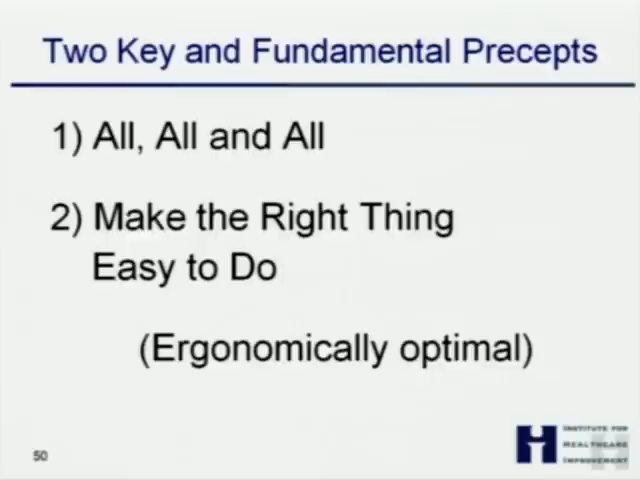 Two Key and Fundamental Precepts
1) All, All and All
2) Make the Right Thing
Easy to Do
(Ergonomically optimal)
50
INSTITUTE FOR
HEALTHCARE
IMPROVEMENT